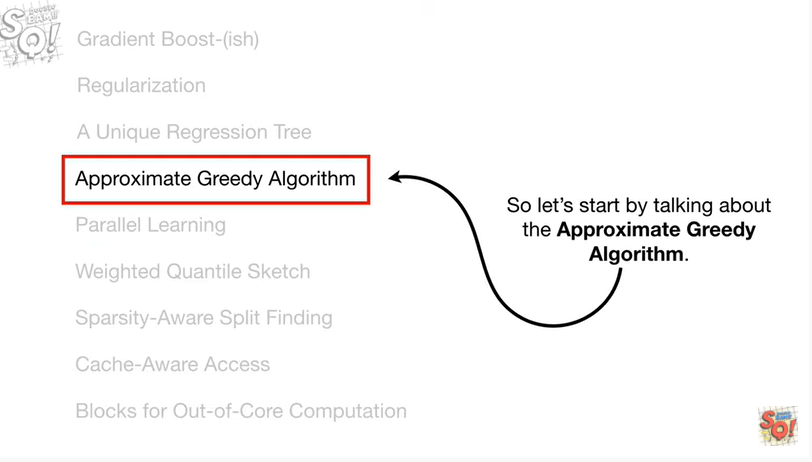 Gradient Boost-(ish)
Regularization
A Unique Regression Tree
Approximate Greedy Algorithm
Parallel Learning
Weighted Quantile Sketch
Sparsity-Aware Split Finding
Cache-Aware Access
Blocks for Out-of-Core Computation
So let’s start by talking about
the Approximate Greedy
Algorithm.
SQ!
SQ!